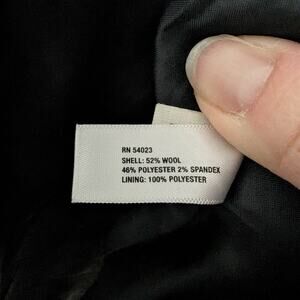 RN 54023
SHELL: 52% WOOL
46% POLYESTER 2% SPANDEX
LINING: 100% POLYESTER